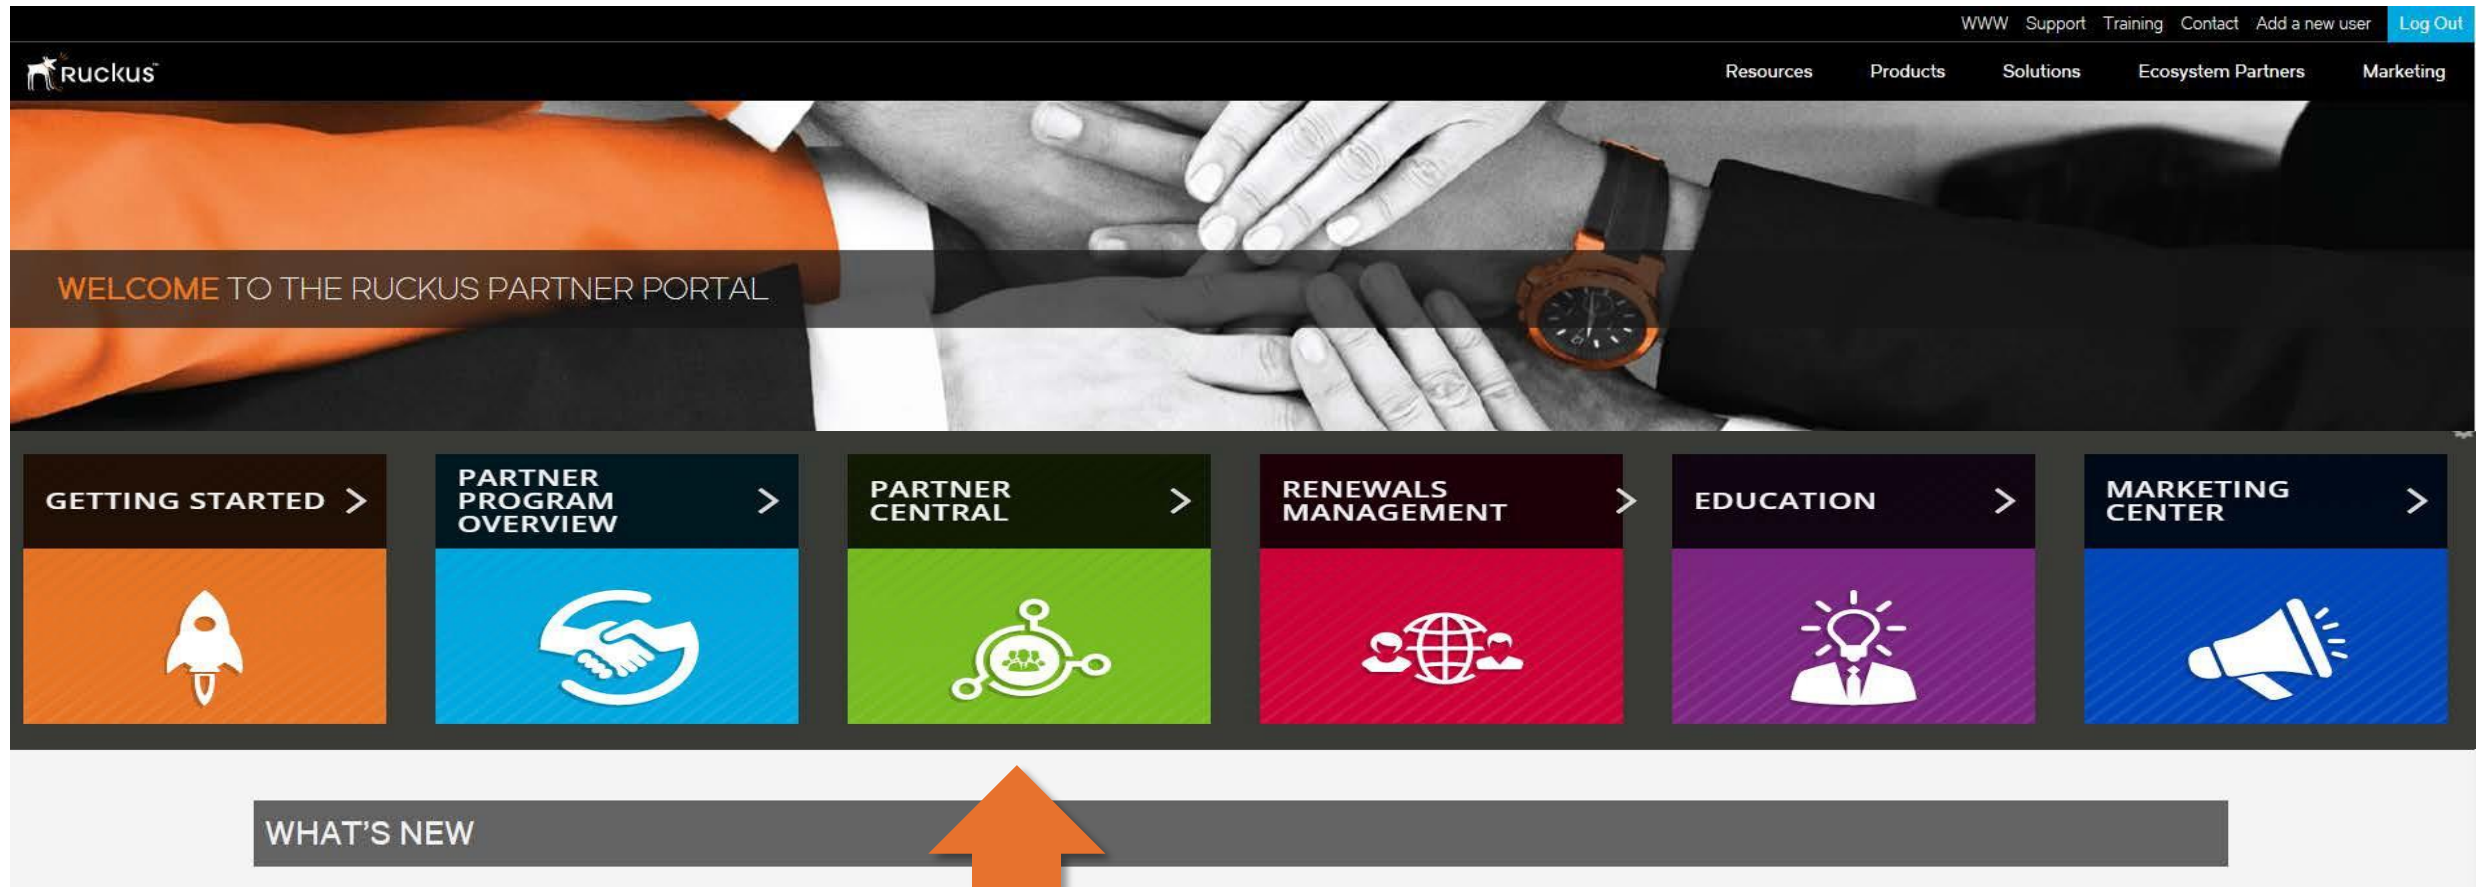 WWW Support Training Contact Add a new user Log Out
Ruckus™
Resources Products Solutions Ecosystem Partners Marketing
WELCOME TO THE RUCKUS PARTNER PORTAL
GETTING STARTED
PARTNER
PROGRAM
OVERVIEW
PARTNER
CENTRAL
RENEWALS
MANAGEMENT
EDUCATION
MARKETING
CENTER
WHAT'S NEW